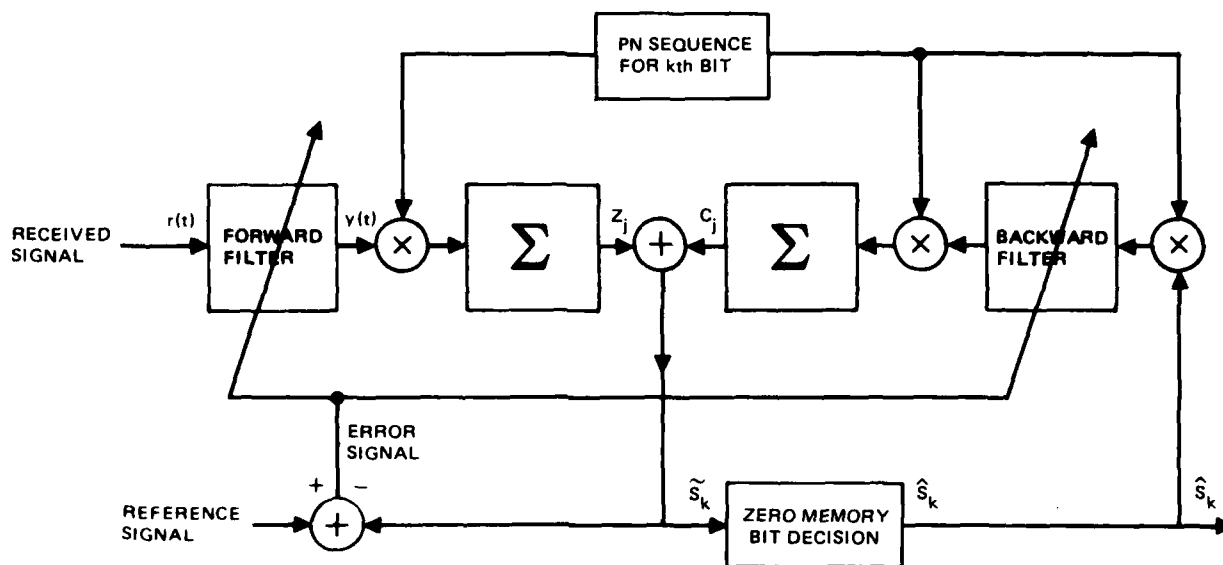 PN SEQUENCE
FOR kth BIT
RECEIVED
SIGNAL
r(t)
FORWARD
FILTER
y(t)
×
Σ
Z_j
+
C_j
Σ
×
BACKWARD
FILTER
×
ERROR
SIGNAL
+ −
REFERENCE
SIGNAL
+
S̃_k
ZERO MEMORY
BIT DECISION
Ŝ_k
Ŝ_k